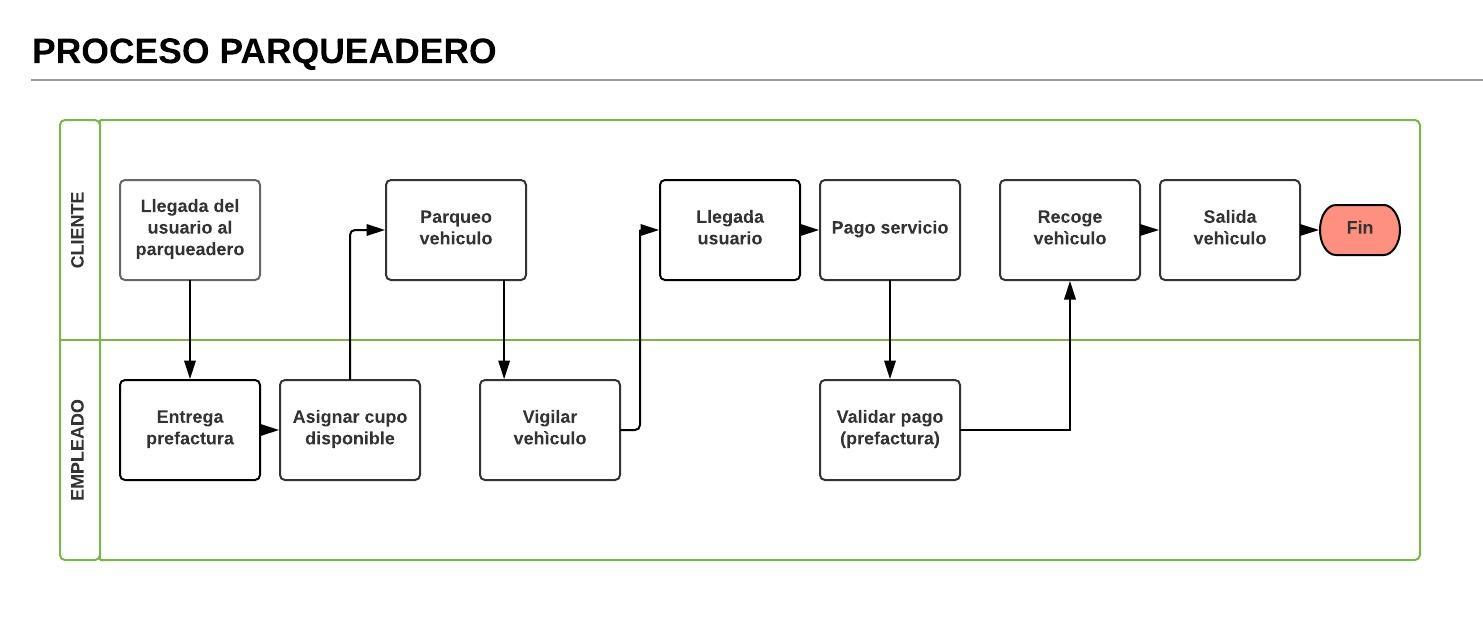 PROCESO PARQUEADERO
CLIENTE
Llegada del
usuario al
parqueadero
Parqueo
vehiculo
Llegada
usuario
Pago servicio
Recoge
vehìculo
Salida
vehìculo
Fin
EMPLEADO
Entrega
prefactura
Asignar cupo
disponible
Vigilar
vehìculo
Validar pago
(prefactura)